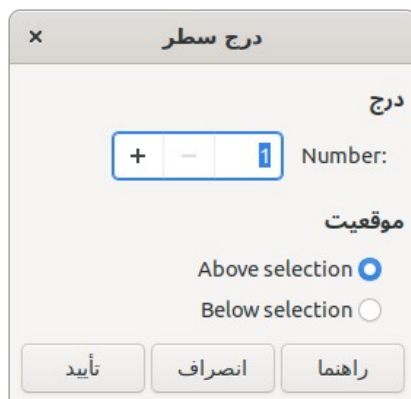 درج سطر
درج
Number: 1
موقعیت
Above selection
Below selection
راهنما انصراف تأیید